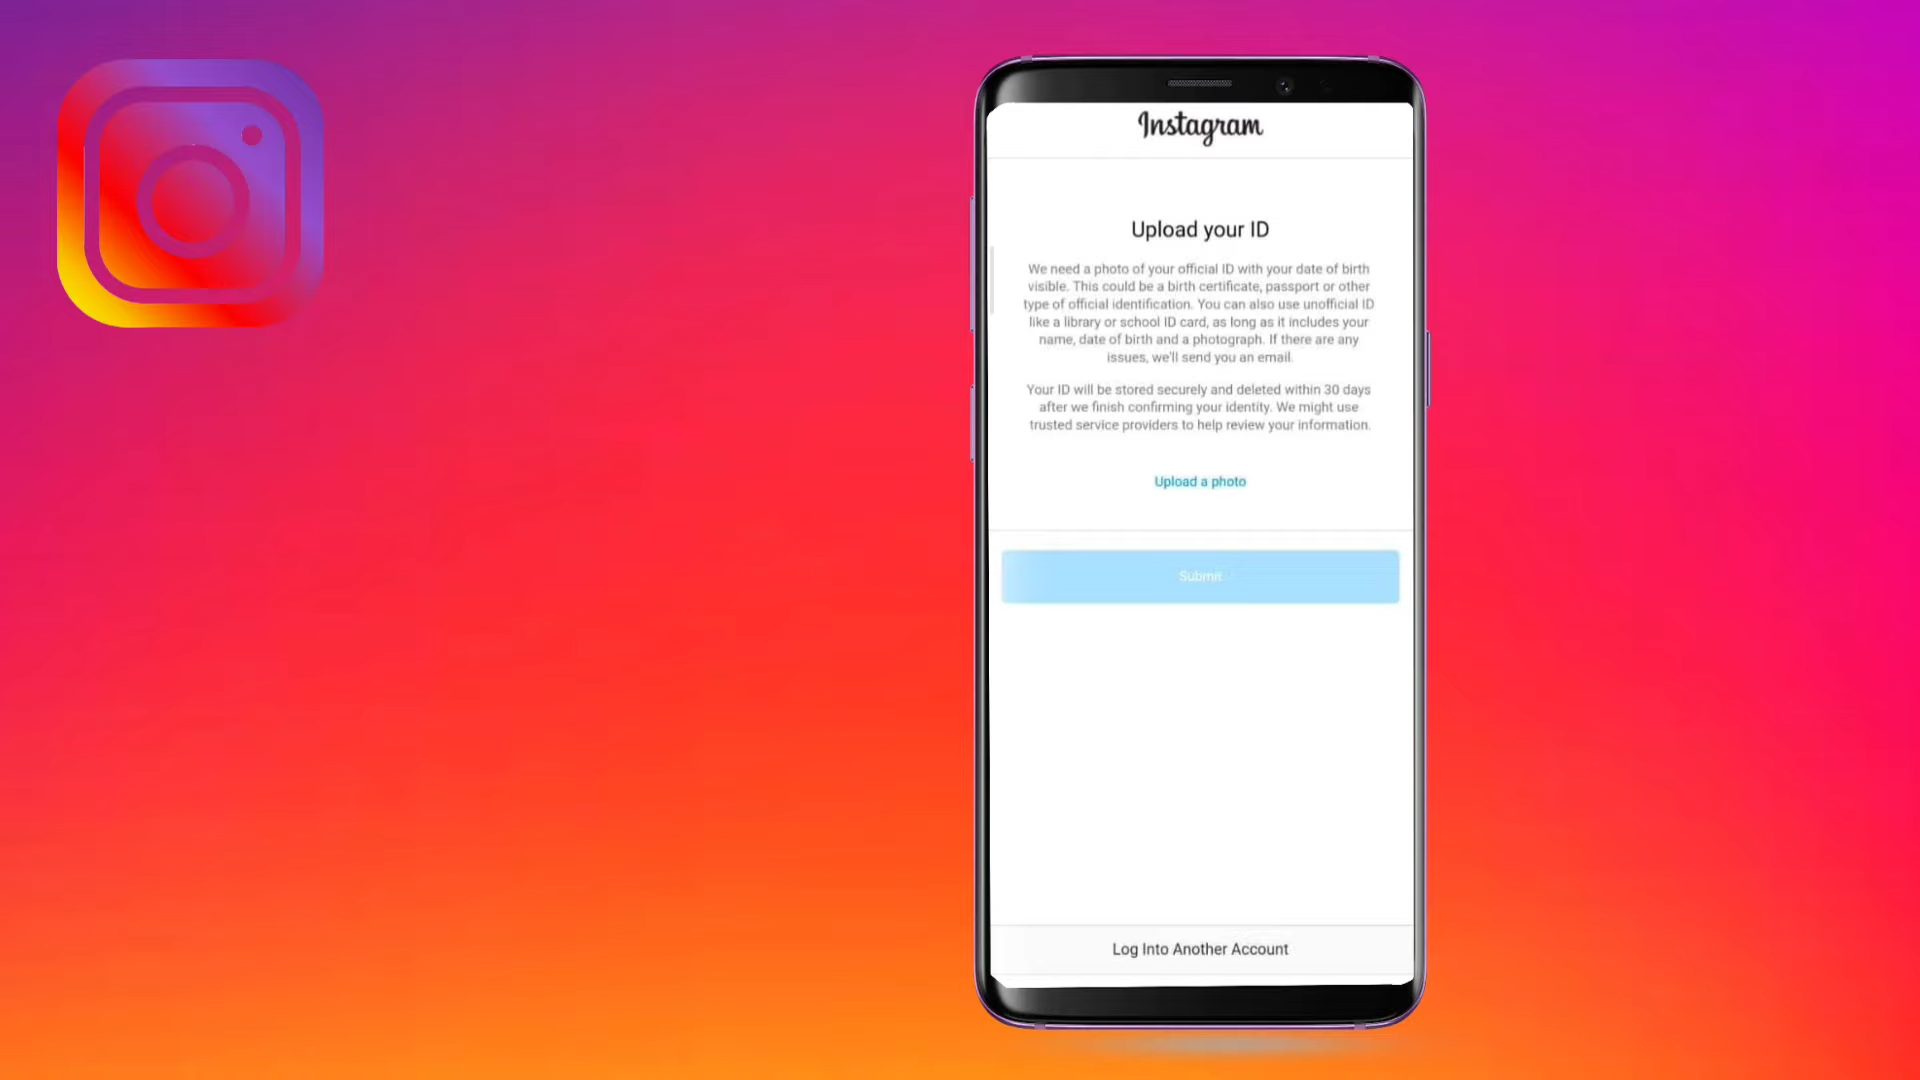 Instagram
Upload your ID
We need a photo of your official ID with your date of birth
visible. This could be a birth certificate, passport or other
type of official identification. You can also use unofficial ID
like a library or school ID card, as long as it includes your
name, date of birth and a photograph. If there are any
issues, we'll send you an email.
Your ID will be stored securely and deleted within 30 days
after we finish confirming your identity. We might use
trusted service providers to help review your information.
Upload a photo
Submit
Log Into Another Account